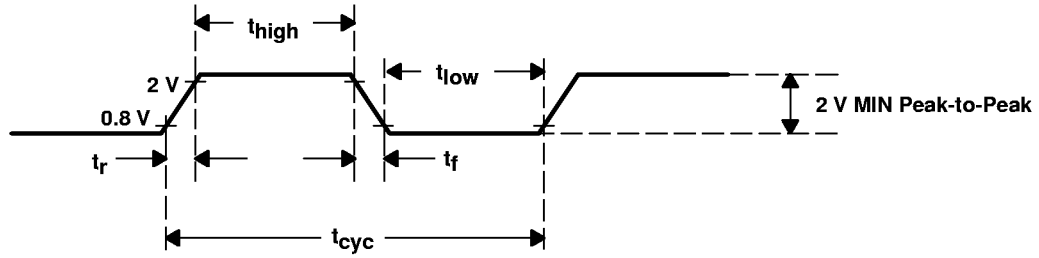 thigh
2 V
tlow
0.8 V
2 V MIN Peak-to-Peak
tr
tf
tcyc